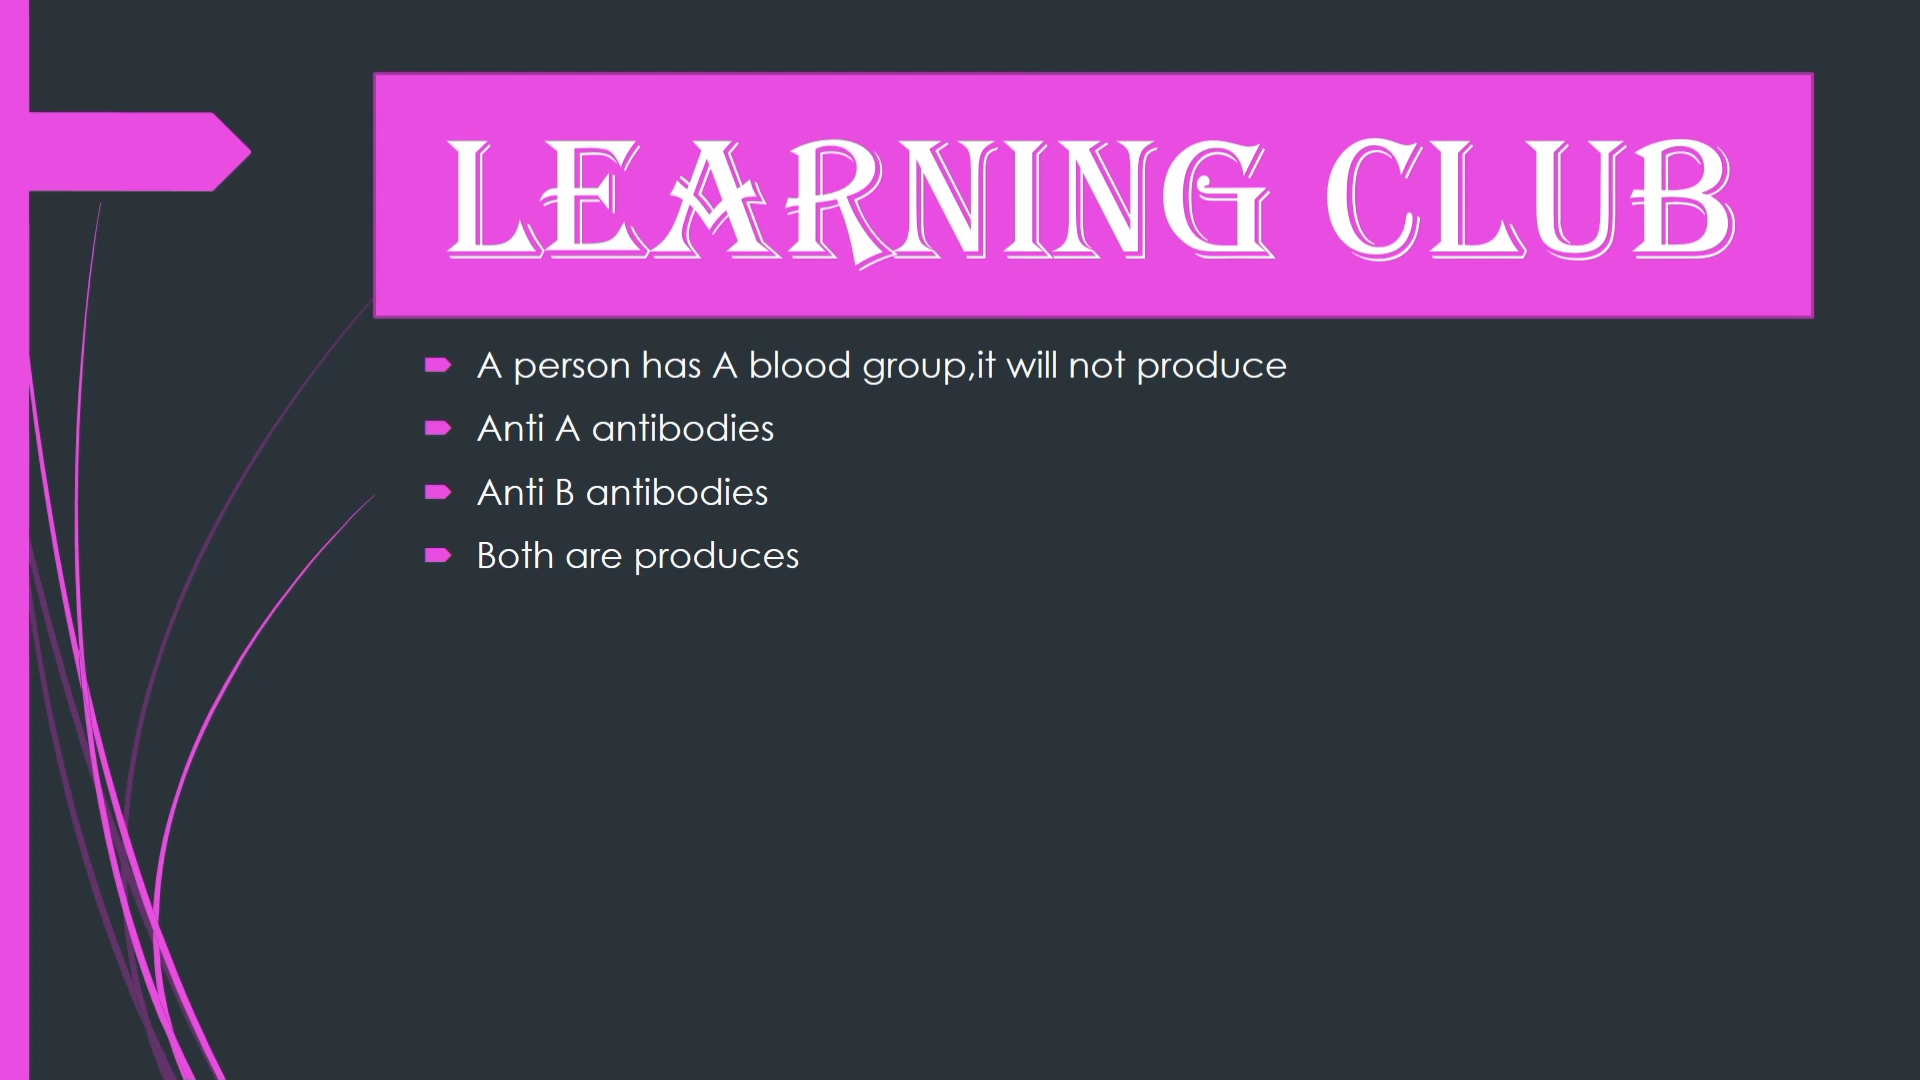 LEARNING CLUB
A person has A blood group,it will not produce
Anti A antibodies
Anti B antibodies
Both are produces